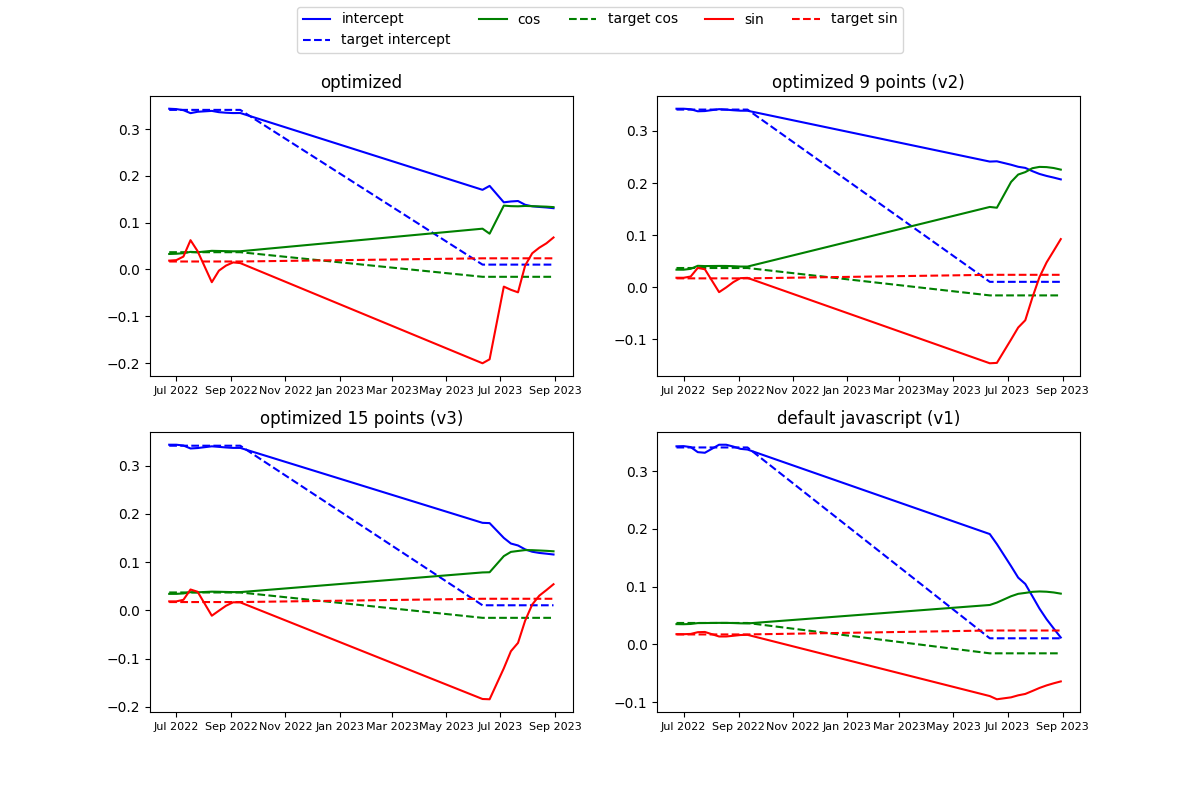 intercept cos target cos sin target sin
target intercept
optimized
0.3
0.2
0.1
0.0
−0.1
−0.2
Jul 2022 Sep 2022 Nov 2022 Jan 2023 Mar 2023 May 2023 Jul 2023 Sep 2023
optimized 9 points (v2)
0.3
0.2
0.1
0.0
−0.1
Jul 2022 Sep 2022 Nov 2022 Jan 2023 Mar 2023 May 2023 Jul 2023 Sep 2023
optimized 15 points (v3)
0.3
0.2
0.1
0.0
−0.1
−0.2
Jul 2022 Sep 2022 Nov 2022 Jan 2023 Mar 2023 May 2023 Jul 2023 Sep 2023
default javascript (v1)
0.3
0.2
0.1
0.0
−0.1
Jul 2022 Sep 2022 Nov 2022 Jan 2023 Mar 2023 May 2023 Jul 2023 Sep 2023